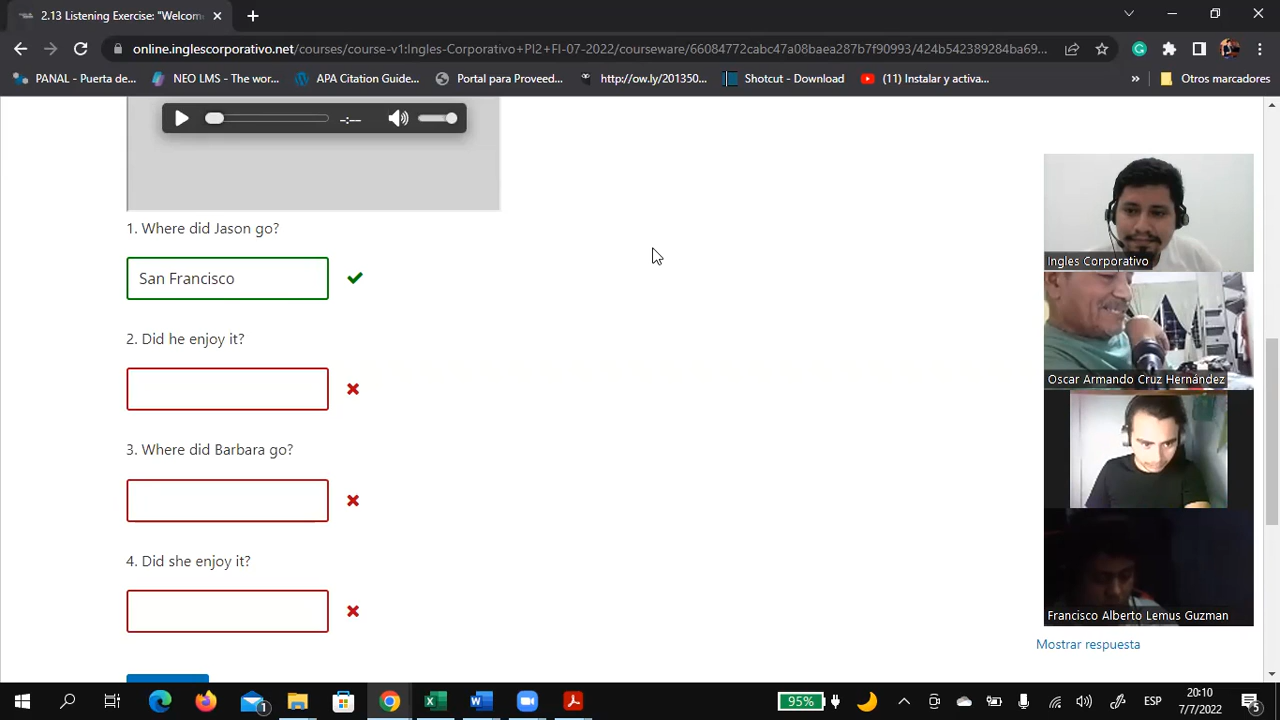 2.13 Listening Exercise: "Welcom
online.inglescorporativo.net/courses/course-v1:Ingles-Corporativo+PI2+FI-07-2022/courseware/66084772cabc47a08baea287b7f90993/424b542389284ba69...
PANAL - Puerta de...
NEO LMS - The wor...
APA Citation Guide...
Portal para Proveed...
http://ow.ly/201350...
Shotcut - Download
(11) Instalar y activa...
»
Otros marcadores
-:--
1. Where did Jason go?
San Francisco
2. Did he enjoy it?
3. Where did Barbara go?
4. Did she enjoy it?
Ingles Corporativo
Oscar Armando Cruz Hernández
Francisco Alberto Lemus Guzman
Mostrar respuesta
1
95%
ESP
20:10
7/7/2022
5